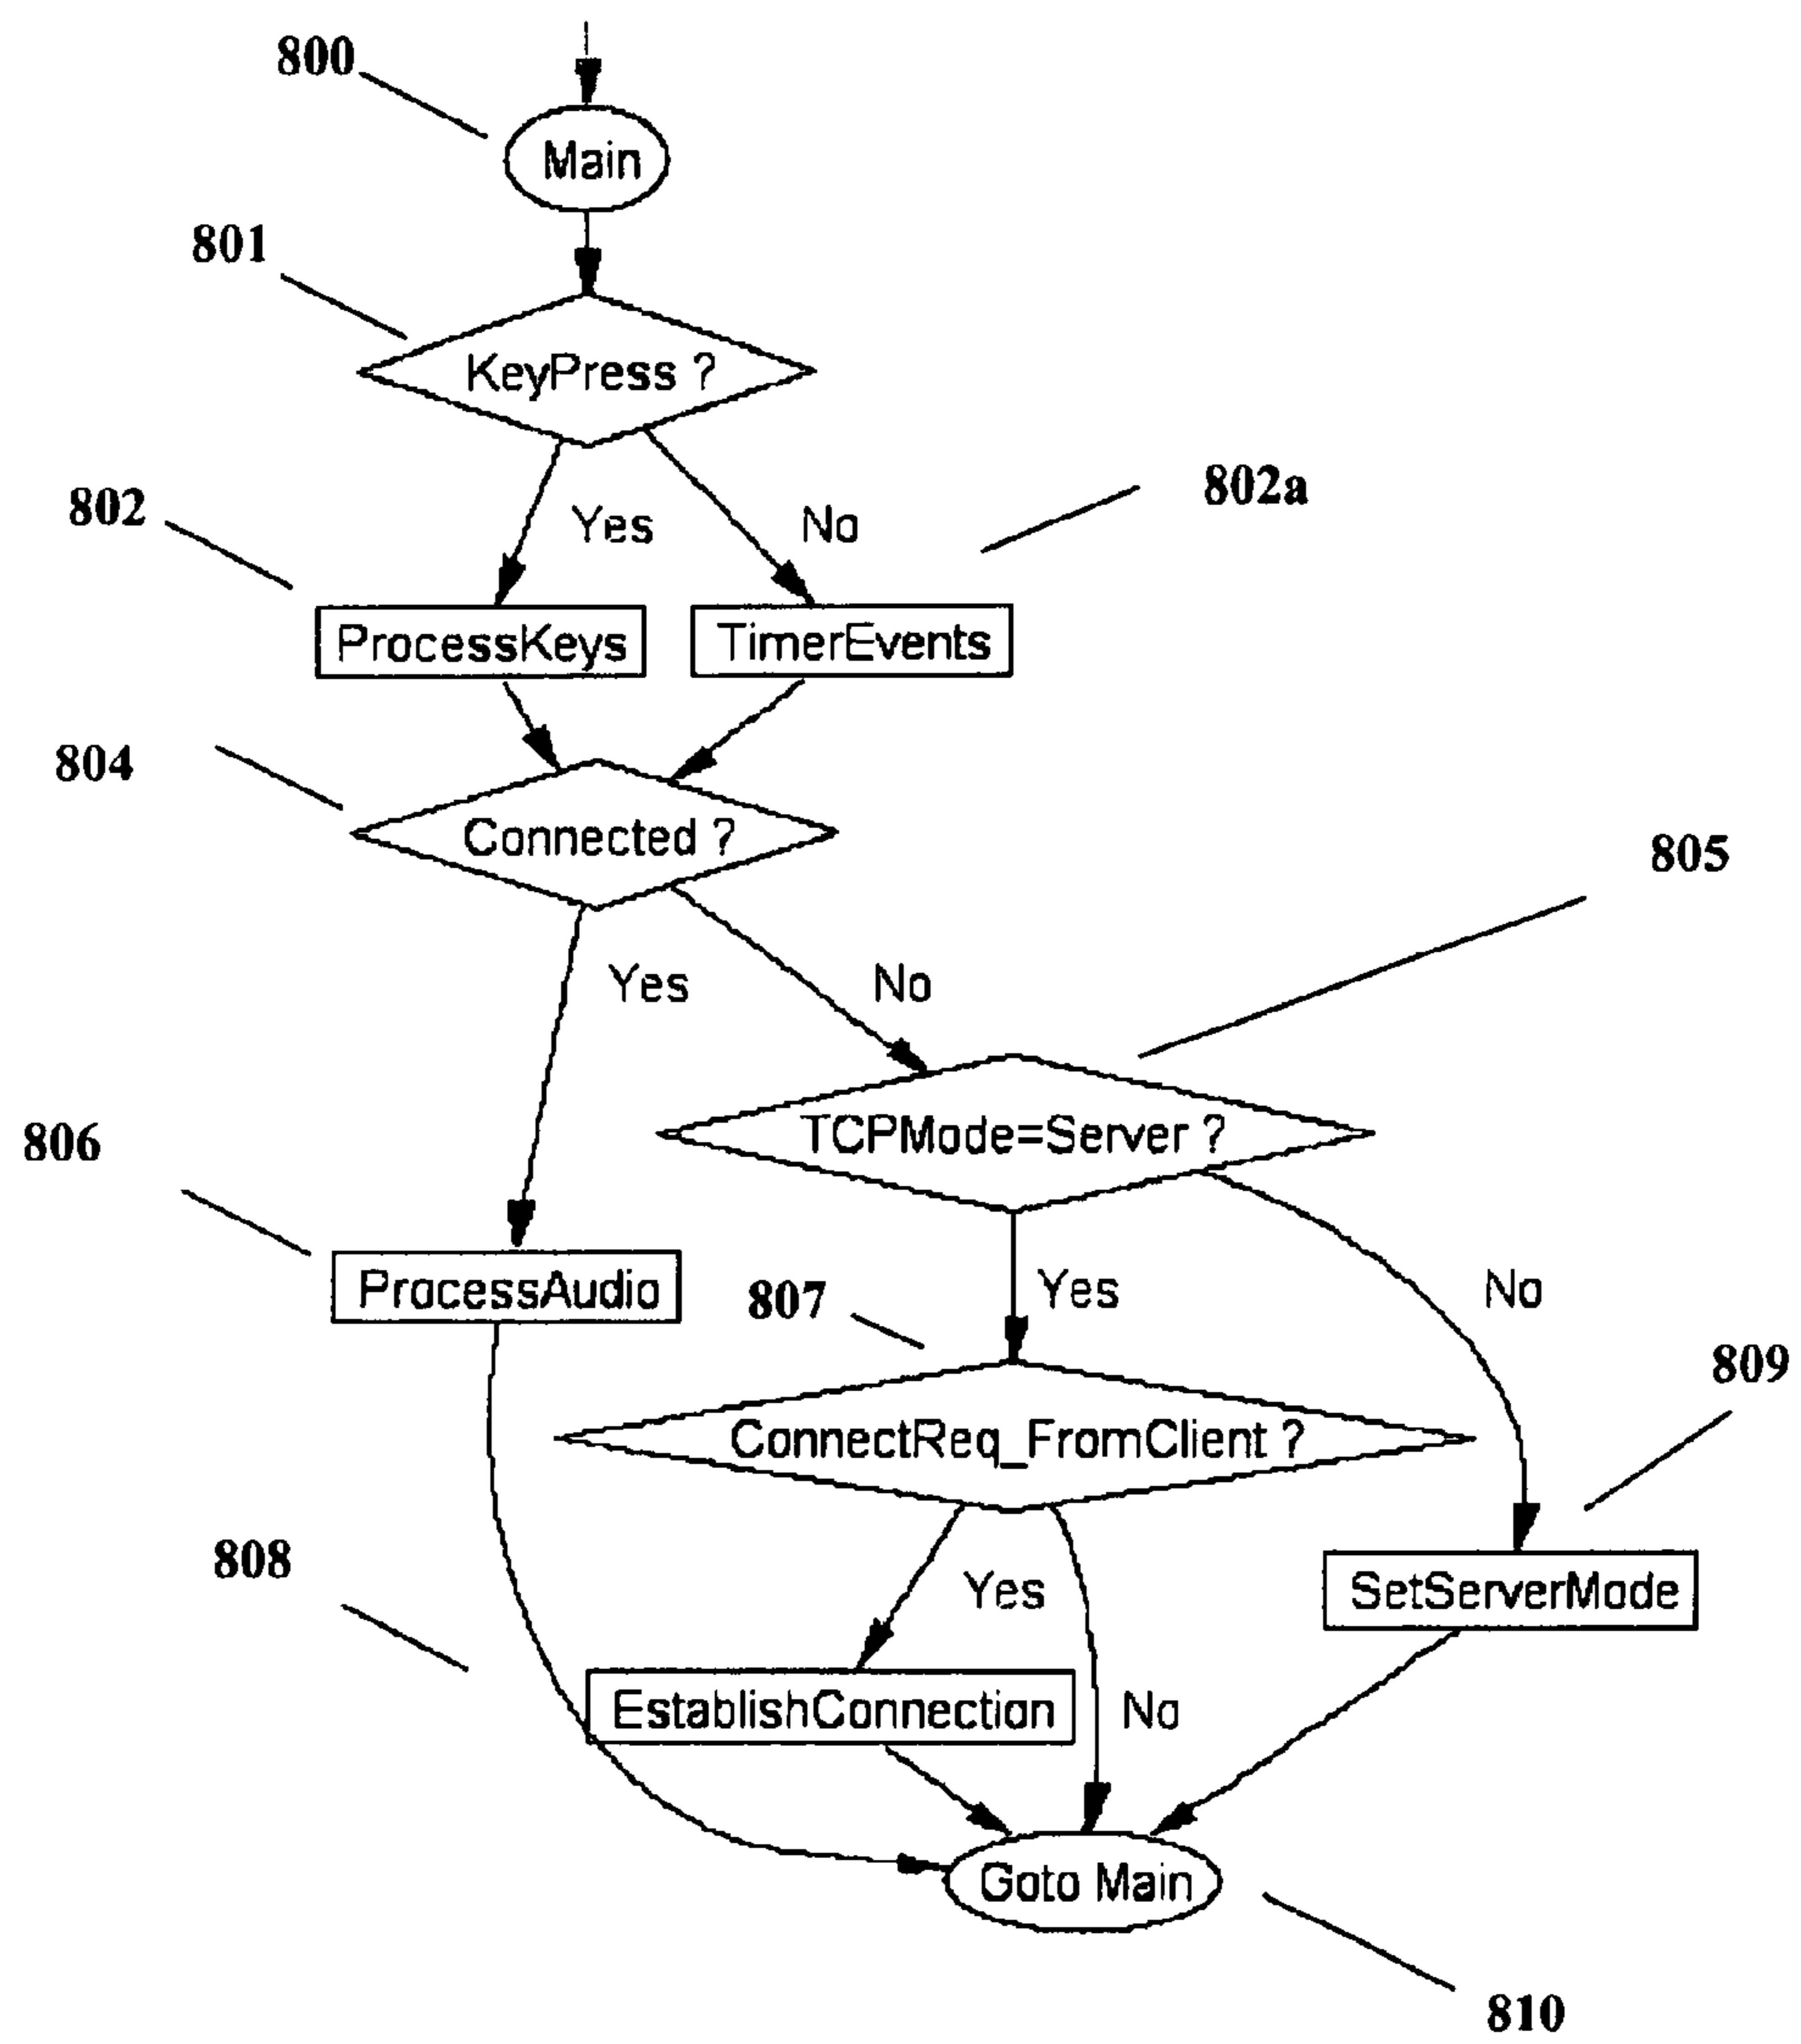 800
Main
801
KeyPress ?
802
Yes
No
802a
ProcessKeys
TimerEvents
804
Connected ?
805
Yes
No
806
TCPMode=Server ?
ProcessAudio
807
Yes
No
809
ConnectReq_FromClient ?
808
Yes
SetServerMode
EstablishConnection
No
Goto Main
810